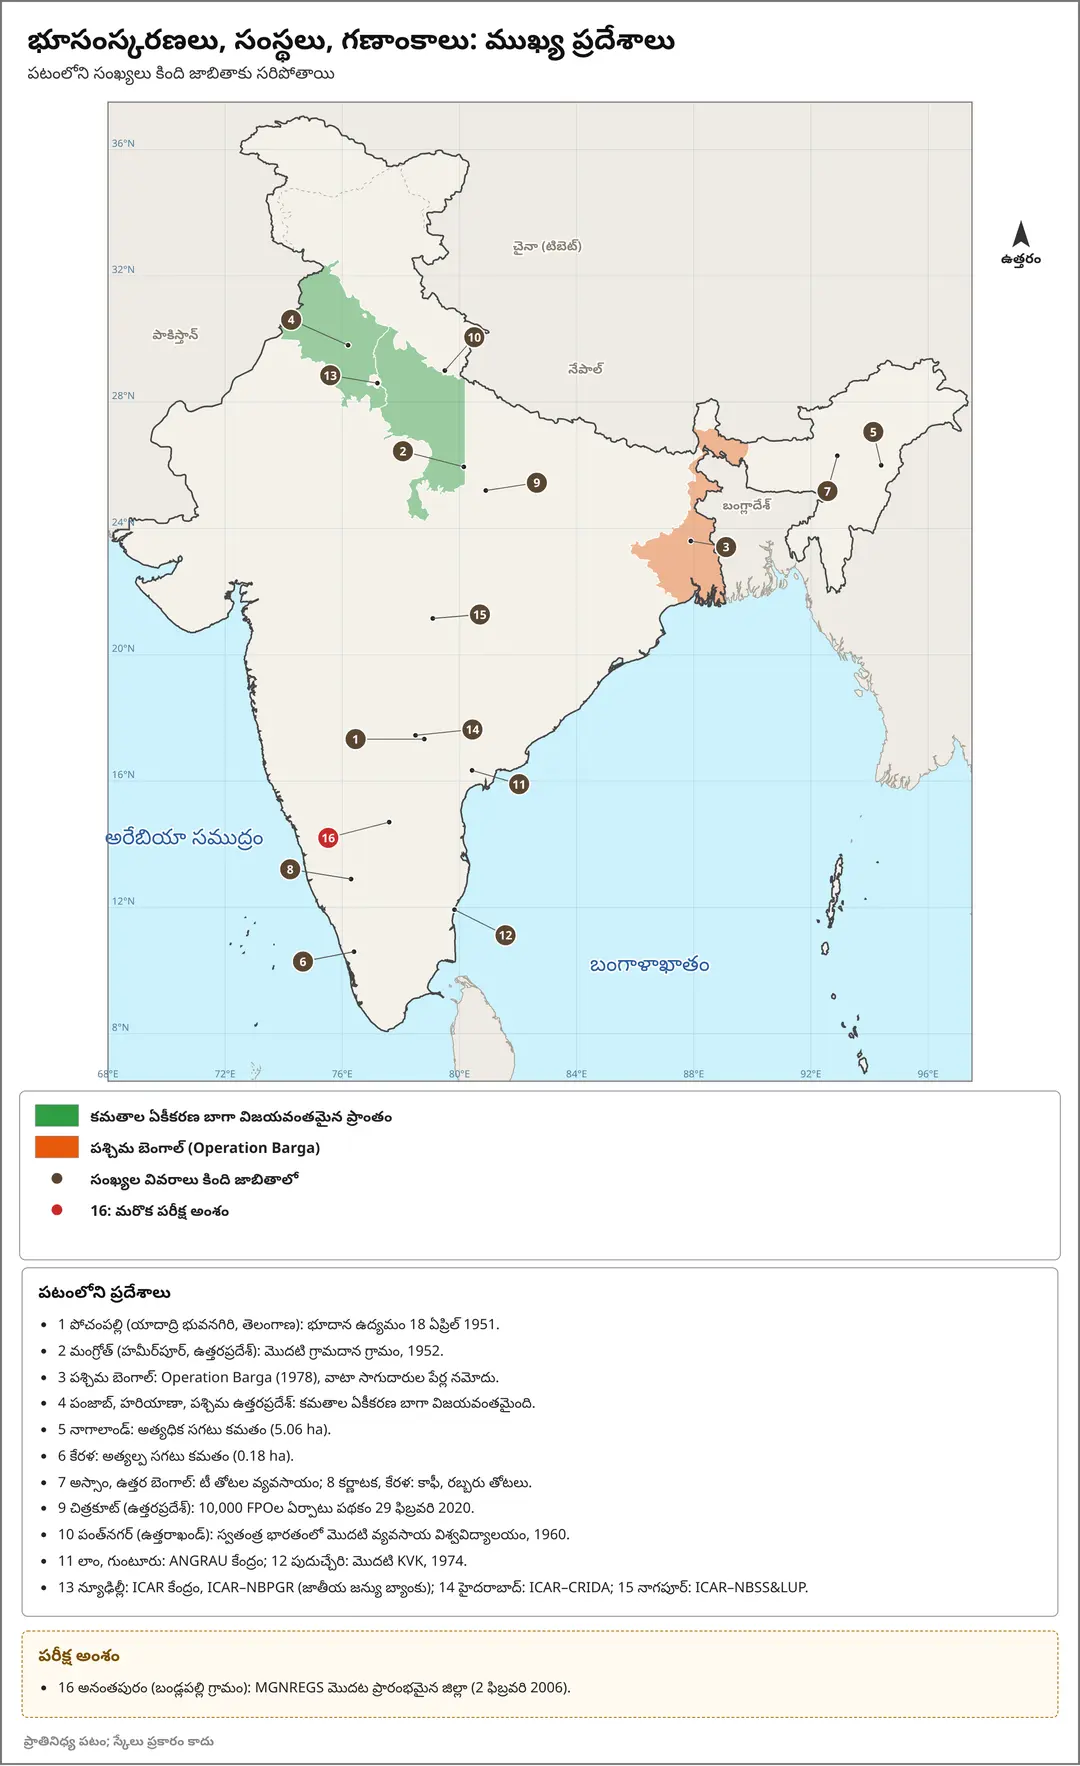 భూసంస్కరణలు, సంస్థలు, గణాంకాలు: ముఖ్య ప్రదేశాలు
పటంలోని సంఖ్యలు కింది జాబితాకు సరిపోతాయి
36°N
చైనా (టిబెట్)
ఉత్తరం
32°N
4
పాకిస్తాన్
10
నేపాల్
13
28°N
5
2
9
7
బంగ్లాదేశ్
24°N
3
15
20°N
14
1
16°N
11
16
అరేబియా సముద్రం
8
12°N
12
6
బంగాళాఖాతం
8°N
68°E
72°E
76°E
80°E
84°E
88°E
92°E
96°E
కమతాల ఏకీకరణ బాగా విజయవంతమైన ప్రాంతం
పశ్చిమ బెంగాల్ (Operation Barga)
సంఖ్యల వివరాలు కింది జాబితాలో
16: మరొక పరీక్ష అంశం
పటంలోని ప్రదేశాలు
• 1 పోచంపల్లి (యాదాద్రి భువనగిరి, తెలంగాణ): భూదాన ఉద్యమం 18 ఏప్రిల్ 1951.
• 2 మంగ్రోత్ (హమీర్‌పూర్, ఉత్తరప్రదేశ్): మొదటి గ్రామదాన గ్రామం, 1952.
• 3 పశ్చిమ బెంగాల్: Operation Barga (1978), వాటా సాగుదారుల పేర్ల నమోదు.
• 4 పంజాబ్, హరియాణా, పశ్చిమ ఉత్తరప్రదేశ్: కమతాల ఏకీకరణ బాగా విజయవంతమైంది.
• 5 నాగాలాండ్: అత్యధిక సగటు కమతం (5.06 ha).
• 6 కేరళ: అత్యల్ప సగటు కమతం (0.18 ha).
• 7 అస్సాం, ఉత్తర బెంగాల్: టీ తోటల వ్యవసాయం; 8 కర్ణాటక, కేరళ: కాఫీ, రబ్బరు తోటలు.
• 9 చిత్రకూట్ (ఉత్తరప్రదేశ్): 10,000 FPOల ఏర్పాటు పథకం 29 ఫిబ్రవరి 2020.
• 10 పంత్‌నగర్ (ఉత్తరాఖండ్): స్వతంత్ర భారతంలో మొదటి వ్యవసాయ విశ్వవిద్యాలయం, 1960.
• 11 లాం, గుంటూరు: ANGRAU కేంద్రం; 12 పుదుచ్చేరి: మొదటి KVK, 1974.
• 13 న్యూఢిల్లీ: ICAR కేంద్రం, ICAR–NBPGR (జాతీయ జన్యు బ్యాంకు); 14 హైదరాబాద్: ICAR–CRIDA; 15 నాగపూర్: ICAR–NBSS&LUP.
పరీక్ష అంశం
• 16 అనంతపురం (బండ్లపల్లి గ్రామం): MGNREGS మొదట ప్రారంభమైన జిల్లా (2 ఫిబ్రవరి 2006).
ప్రాతినిధ్య పటం; స్కేలు ప్రకారం కాదు